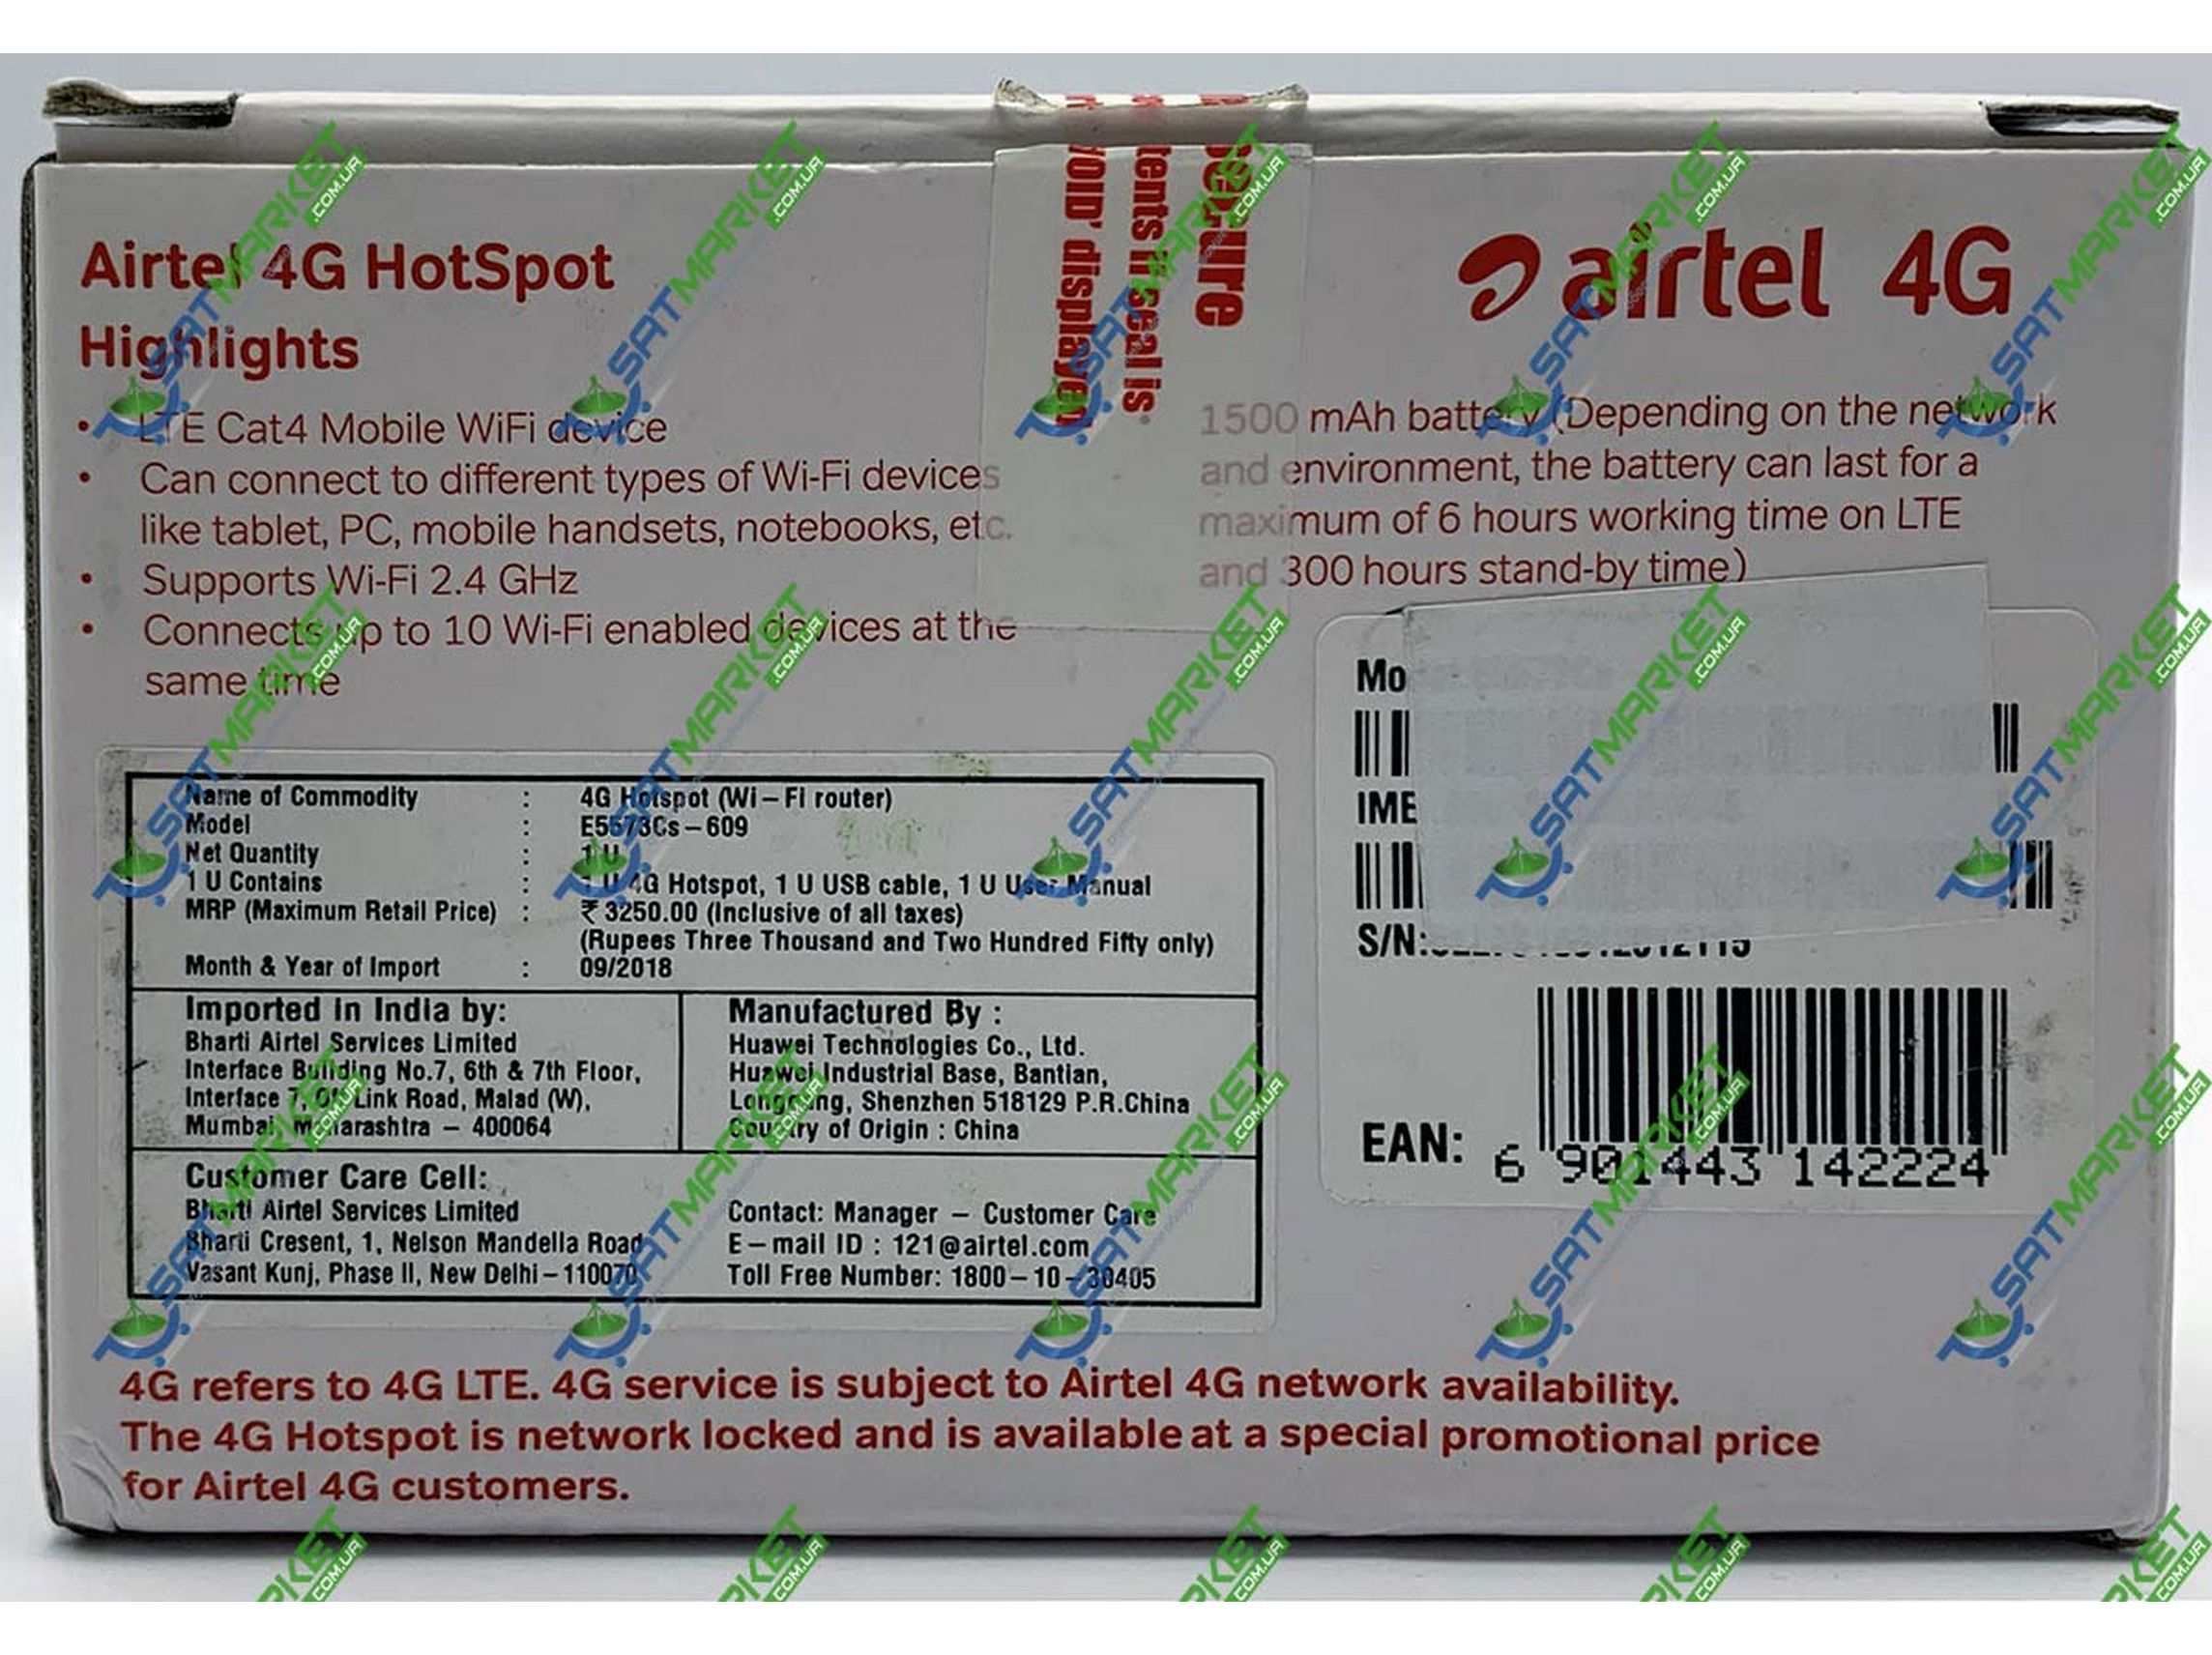 Airtel 4G HotSpot
Highlights
• LTE Cat4 Mobile WiFi device
• Can connect to different types of Wi-Fi devices
like tablet, PC, mobile handsets, notebooks, etc.
• Supports Wi-Fi 2.4 GHz
• Connects up to 10 Wi-Fi enabled devices at the
same time
secure
tents if seal is
'VOID' displayed
airtel 4G
1500 mAh battery (Depending on the network
and environment, the battery can last for a
maximum of 6 hours working time on LTE
and 300 hours stand-by time)
Name of Commodity : 4G Hotspot (Wi-Fi router)
Model : E5573Cs-609
Net Quantity : 1 U
1 U Contains : 1 U 4G Hotspot, 1 U USB cable, 1 U User Manual
MRP (Maximum Retail Price) : ₹ 3250.00 (Inclusive of all taxes)
(Rupees Three Thousand and Two Hundred Fifty only)
Month & Year of Import : 09/2018
Imported in India by:
Bharti Airtel Services Limited
Interface Building No.7, 6th & 7th Floor,
Interface 7, Off Link Road, Malad (W),
Mumbai, Maharashtra – 400064
Manufactured By :
Huawei Technologies Co., Ltd.
Huawei Industrial Base, Bantian,
Longgang, Shenzhen 518129 P.R.China
Country of Origin : China
Customer Care Cell:
Bharti Airtel Services Limited
Bharti Cresent, 1, Nelson Mandella Road
Vasant Kunj, Phase II, New Delhi-110070
Contact: Manager – Customer Care
E-mail ID : 121@airtel.com
Toll Free Number: 1800-10-30405
Mo
IME
S/N:
EAN: 6 901443 142224
4G refers to 4G LTE. 4G service is subject to Airtel 4G network availability.
The 4G Hotspot is network locked and is available at a special promotional price
for Airtel 4G customers.
SATMARKET
.COM.UA